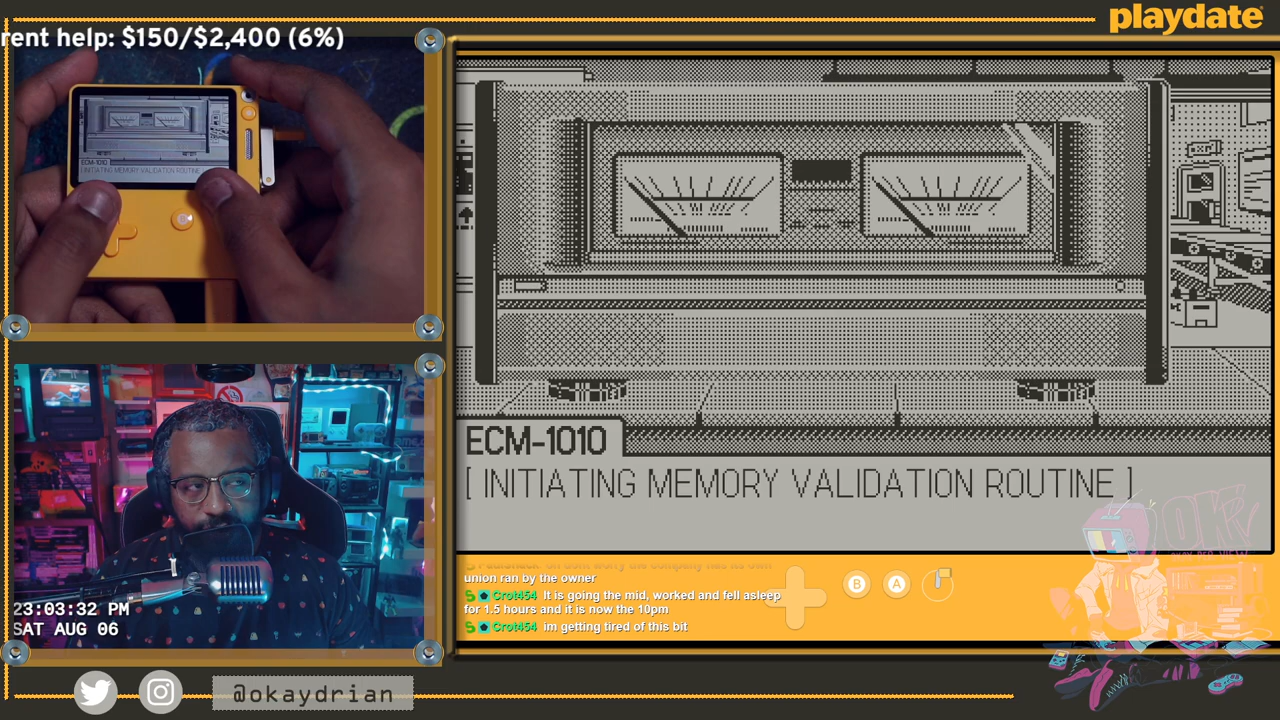 playdate
rent help: $150/$2,400 (6%)
ECM-1010
[ INITIATING MEMORY VALIDATION ROUTINE ]
union ran by the owner
Crot454 It is going the mid, worked and fell asleep
for 1.5 hours and it is now the 10pm
Crot454 im getting tired of this bit
B A
23:03:32 PM
SAT AUG 06
@okaydrian